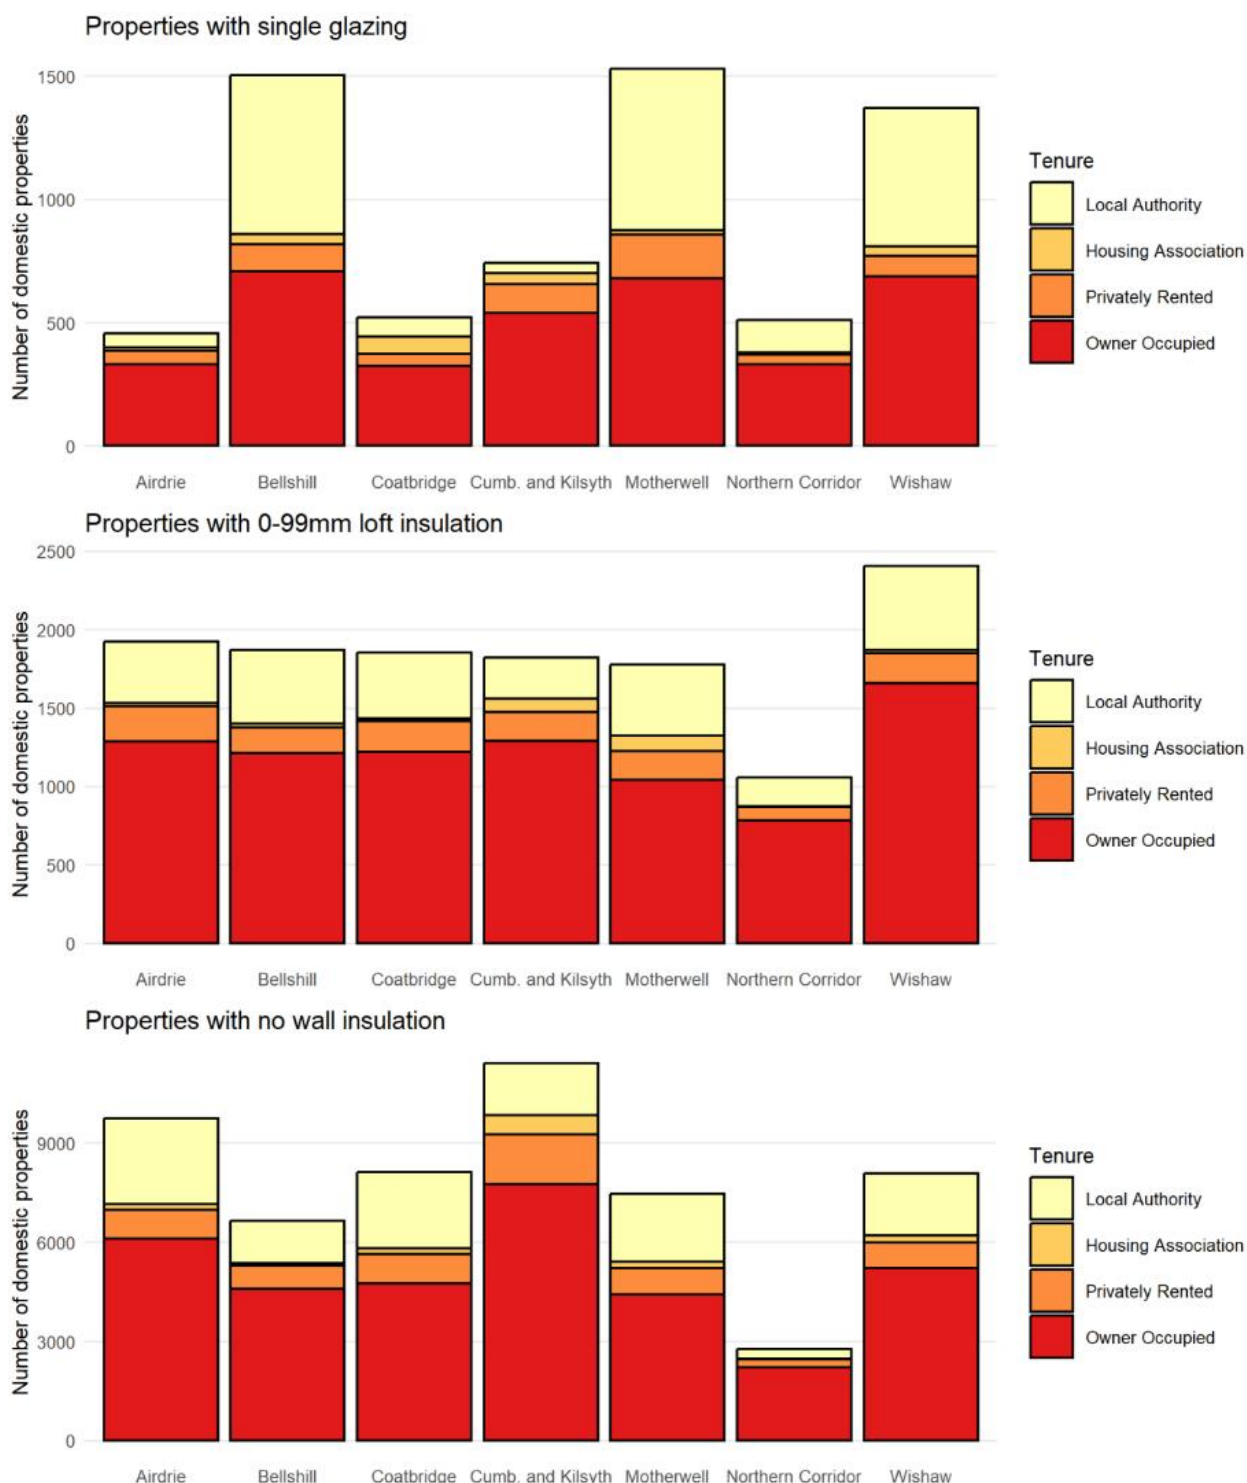 Properties with single glazing
Number of domestic properties
1500
1000
500
0
Airdrie Bellshill Coatbridge Cumb. and Kilsyth Motherwell Northern Corridor Wishaw
Tenure
Local Authority
Housing Association
Privately Rented
Owner Occupied
Properties with 0-99mm loft insulation
Number of domestic properties
2500
2000
1500
1000
500
0
Airdrie Bellshill Coatbridge Cumb. and Kilsyth Motherwell Northern Corridor Wishaw
Tenure
Local Authority
Housing Association
Privately Rented
Owner Occupied
Properties with no wall insulation
Number of domestic properties
9000
6000
3000
0
Airdrie Bellshill Coatbridge Cumb. and Kilsyth Motherwell Northern Corridor Wishaw
Tenure
Local Authority
Housing Association
Privately Rented
Owner Occupied